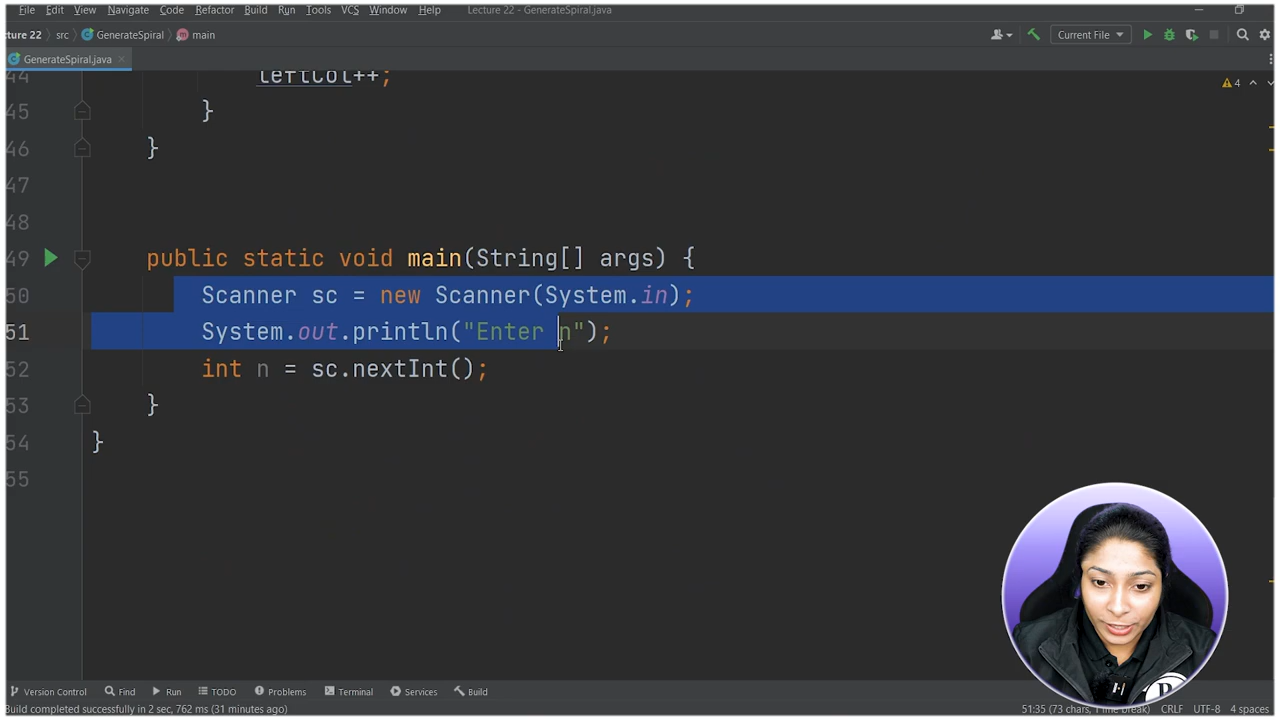 File Edit View Navigate Code Refactor Build Run Tools VCS Window Help Lecture 22 - GenerateSpiral.java
ture 22 src GenerateSpiral main Current File
GenerateSpiral.java
4
44 leftCol++;
45 }
46 }
47
48
49 public static void main(String[] args) {
50 Scanner sc = new Scanner(System.in);
51 System.out.println("Enter n");
52 int n = sc.nextInt();
53 }
54 }
55
Version Control Find Run TODO Problems Terminal Services Build
Build completed successfully in 2 sec, 762 ms (31 minutes ago) 51:35 (73 chars, 1 line break) CRLF UTF-8 4 spaces